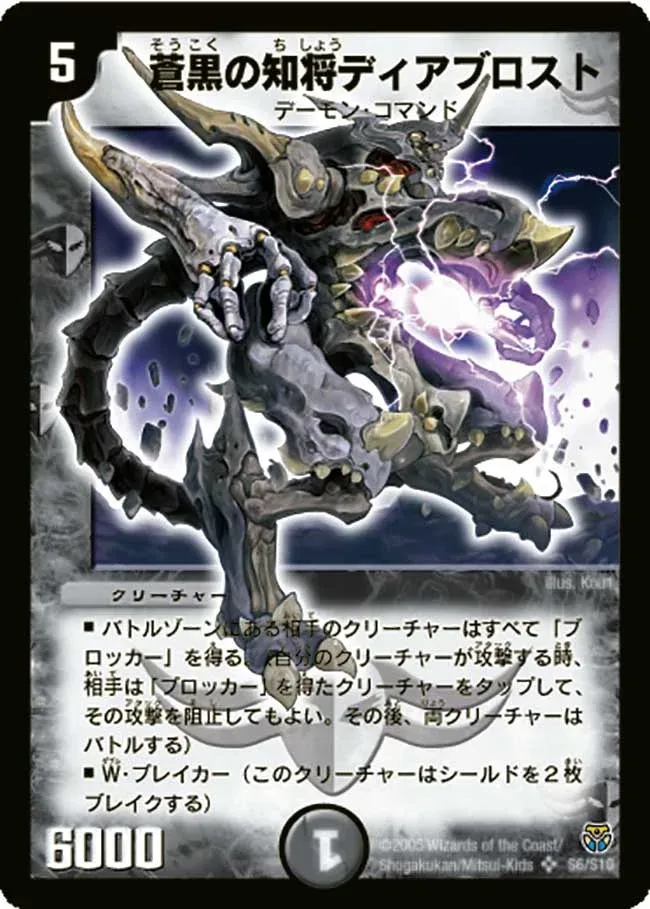 5
そうこく ち しょう
蒼黒の知将ディアブロスト
デーモン・コマンド
illus. Kou1
クリーチャー
■ バトルゾーンにある相手のクリーチャーはすべて「ブ
ロッカー」を得る。(自分のクリーチャーが攻撃する時、
相手は「ブロッカー」を得たクリーチャーをタップして、
その攻撃を阻止してもよい。その後、両クリーチャーは
バトルする)
■ W・ブレイカー(このクリーチャーはシールドを2枚
ブレイクする)
6000
1
©2005 Wizards of the Coast/
Shogakukan/Mitsui-Kids
S6/S10